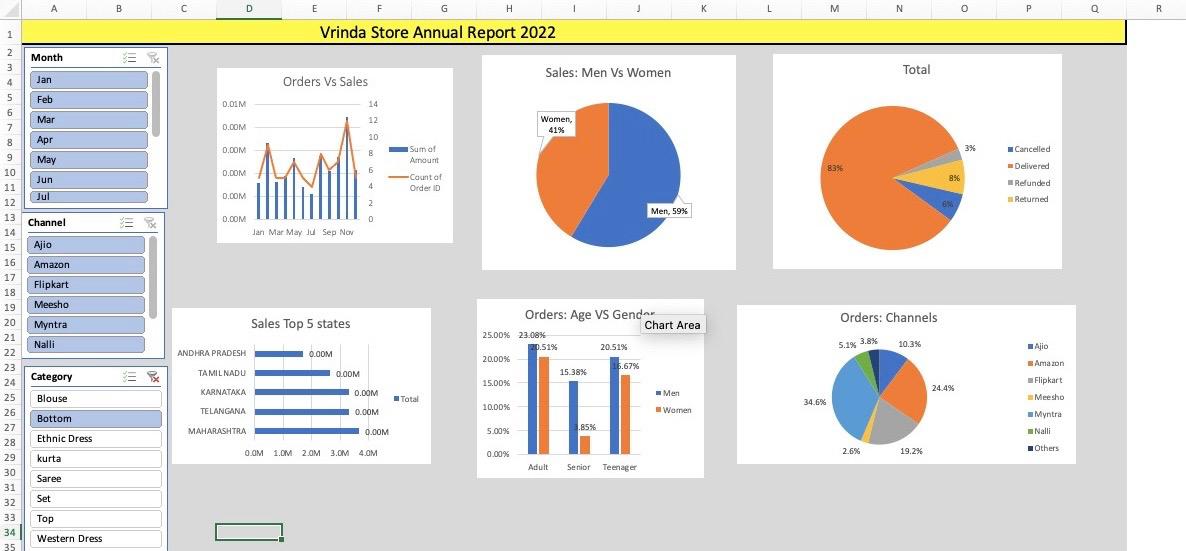 A B C D E F G H I J K L M N O P Q R
1
2
3
4
5
6
7
8
9
10
11
12
13
14
15
16
17
18
19
20
21
22
23
24
25
26
27
28
29
30
31
32
33
34
35
Vrinda Store Annual Report 2022
Month
Jan
Feb
Mar
Apr
May
Jun
Jul
Channel
Ajio
Amazon
Flipkart
Meesho
Myntra
Nalli
Category
Blouse
Bottom
Ethnic Dress
kurta
Saree
Set
Top
Western Dress
Orders Vs Sales
0.01M
0.00M
0.00M
0.00M
0.00M
0.00M
14
12
10
8
6
4
2
0
Jan Mar May Jul Sep Nov
Sum of
Amount
Count of
Order ID
Sales: Men Vs Women
Women,
41%
Men, 59%
Total
83%
3%
8%
6%
Cancelled
Delivered
Refunded
Returned
Sales Top 5 states
ANDHRA PRADESH 0.00M
TAMIL NADU 0.00M
KARNATAKA 0.00M
TELANGANA 0.00M
MAHARASHTRA 0.00M
0.0M 1.0M 2.0M 3.0M 4.0M
Total
Orders: Age VS Gender
Chart Area
25.00%
20.00%
15.00%
10.00%
5.00%
0.00%
23.08%
20.51%
15.38%
3.85%
20.51%
16.67%
Adult Senior Teenager
Men
Women
Orders: Channels
5.1% 3.8% 10.3%
24.4%
34.6%
2.6% 19.2%
Ajio
Amazon
Flipkart
Meesho
Myntra
Nalli
Others